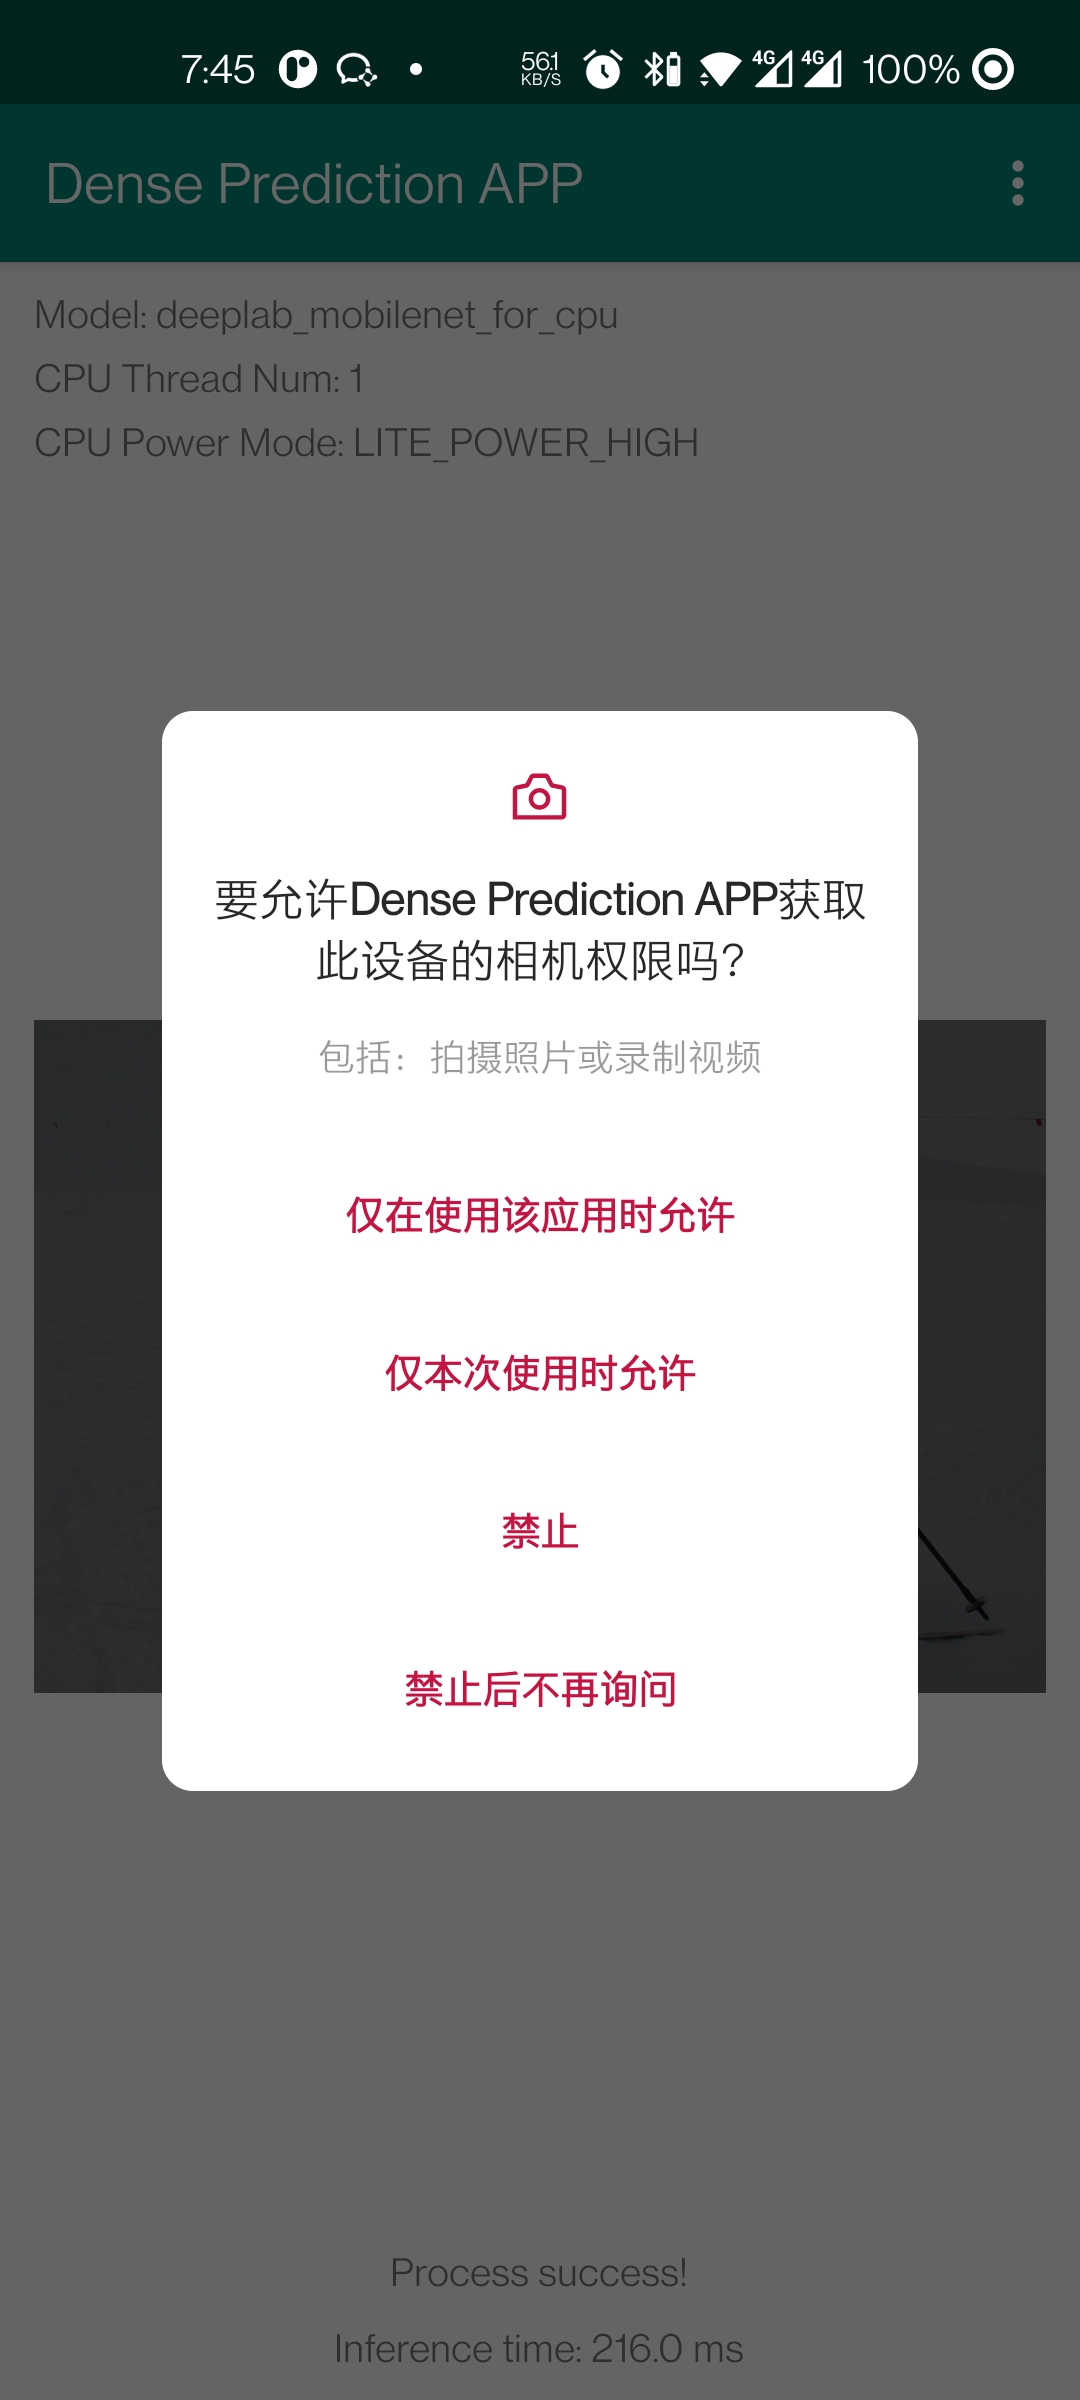 7:45
561 KB/S
4G
4G
100%
Dense Prediction APP
Model: deeplab_mobilenet_for_cpu
CPU Thread Num: 1
CPU Power Mode: LITE_POWER_HIGH
要允许Dense Prediction APP获取
此设备的相机权限吗？
包括：拍摄照片或录制视频
仅在使用该应用时允许
仅本次使用时允许
禁止
禁止后不再询问
Process success!
Inference time: 216.0 ms